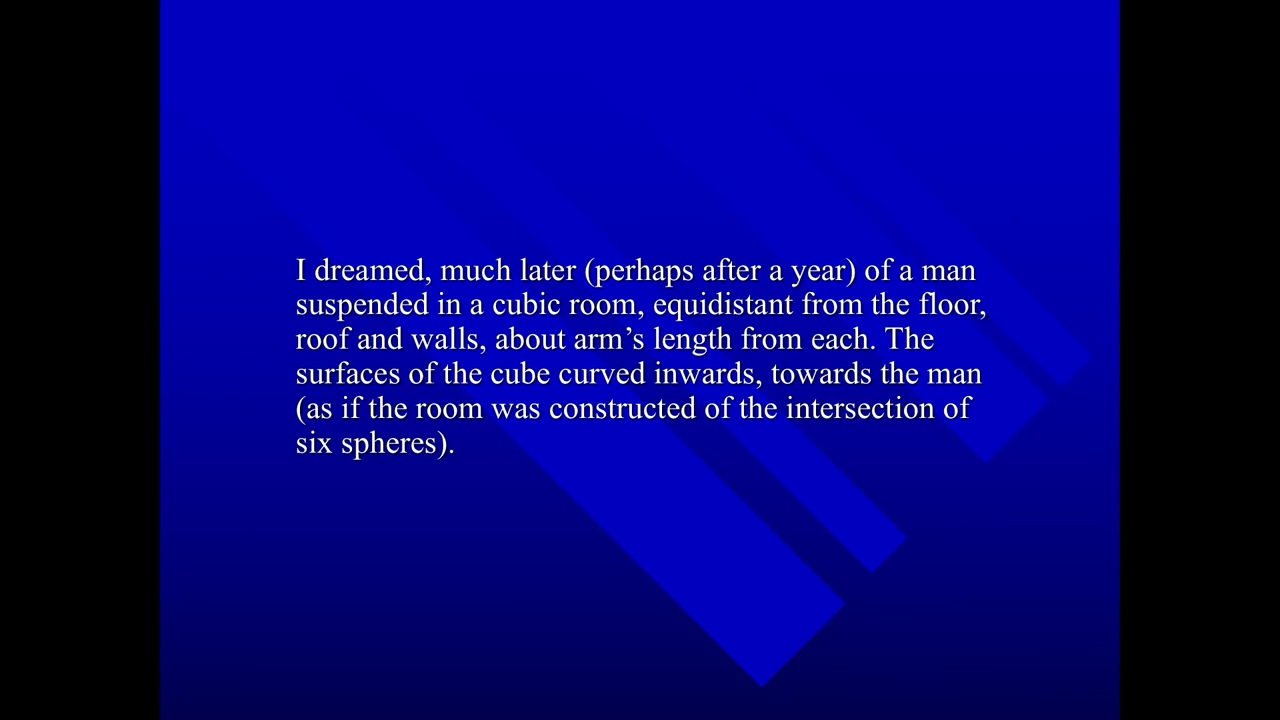 I dreamed, much later (perhaps after a year) of a man
suspended in a cubic room, equidistant from the floor,
roof and walls, about arm’s length from each. The
surfaces of the cube curved inwards, towards the man
(as if the room was constructed of the intersection of
six spheres).